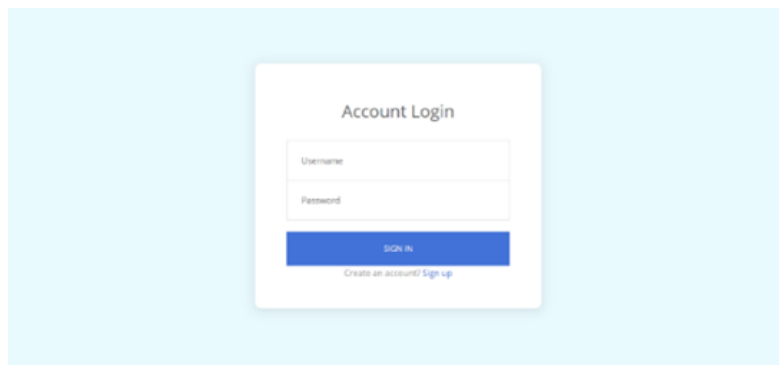 Account Login
Username
Password
SIGN IN
Create an account? Sign up